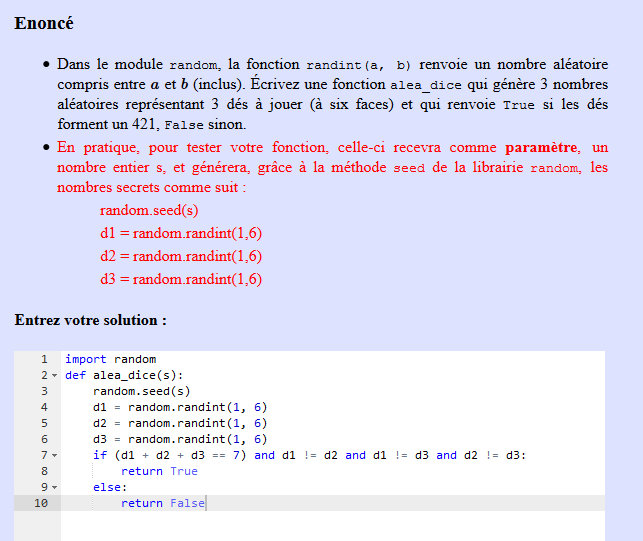 Enoncé
• Dans le module random, la fonction randint(a, b) renvoie un nombre aléatoire
compris entre a et b (inclus). Écrivez une fonction alea_dice qui génère 3 nombres
aléatoires représentant 3 dés à jouer (à six faces) et qui renvoie True si les dés
forment un 421, False sinon.
• En pratique, pour tester votre fonction, celle-ci recevra comme paramètre, un
nombre entier s, et générera, grâce à la méthode seed de la librairie random, les
nombres secrets comme suit :
random.seed(s)
d1 = random.randint(1,6)
d2 = random.randint(1,6)
d3 = random.randint(1,6)
Entrez votre solution :
1 import random
2 def alea_dice(s):
3     random.seed(s)
4     d1 = random.randint(1, 6)
5     d2 = random.randint(1, 6)
6     d3 = random.randint(1, 6)
7     if (d1 + d2 + d3 == 7) and d1 != d2 and d1 != d3 and d2 != d3:
8         return True
9     else:
10         return False